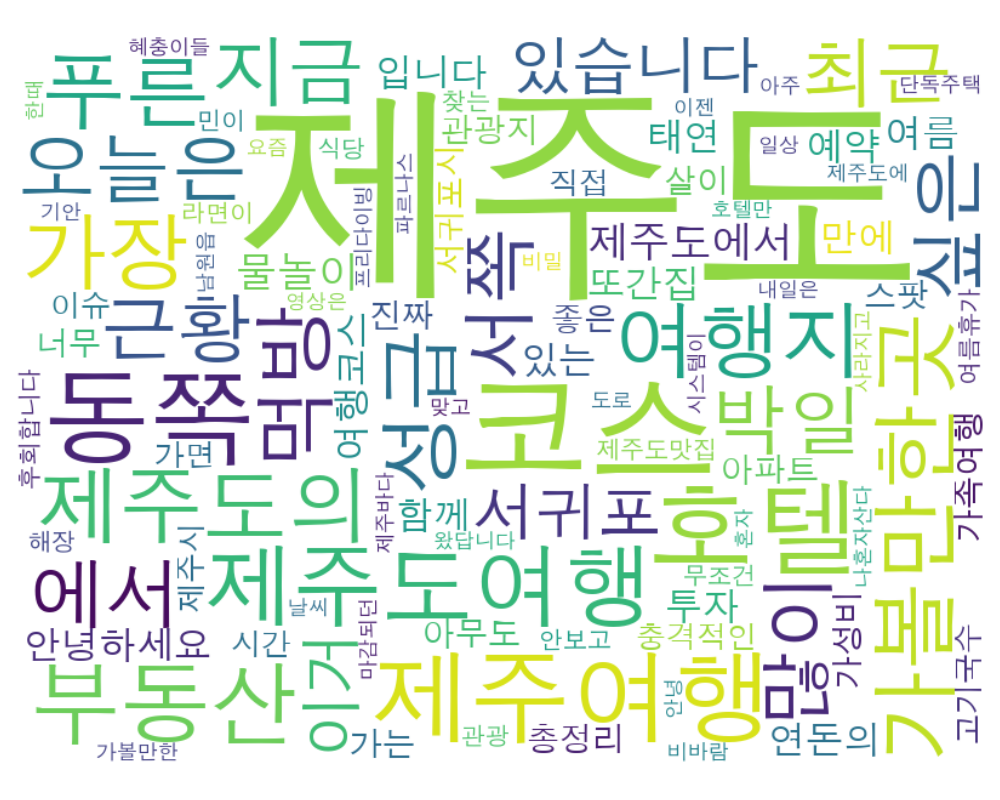 혜충이들
푸른
지금
입니다
있습니다
최근
한때
민이
찾는
관광지
이젠
아주
단독주택
태연
예약
여름
오늘은
요즘
식당
제주도
직접
살이
일상
제주도에
싶은
기안
가장
라면이
남원읍
물놀이
프리다이빙
파르나스
서귀포시
쪽
비밀
호텔만
제주도에서
만에
또간집
내일은
스팟
이슈
근황
영상은
진짜
좋은
너무
먹방
코스
서
있는
여행지
시스템이
사라지고
가볼만한곳
여름휴가
후회합니다
동쪽
여행
성급
맞고
코스
도로
박일
제주도맛집
가면
아파트
가족여행
제주도의
함께
제주바다
서귀포
호텔
왔답니다
혼자
나혼자산다
해장
에서
제주시
제주도여행
무조건
날씨
투자
많이
가성비
고기국수
안녕하세요
시간
이거
마감되던
아무도
안보고
충격적인
부동산
제주여행
안녕
가볼만한
가는
관광
총정리
비바람
연돈의